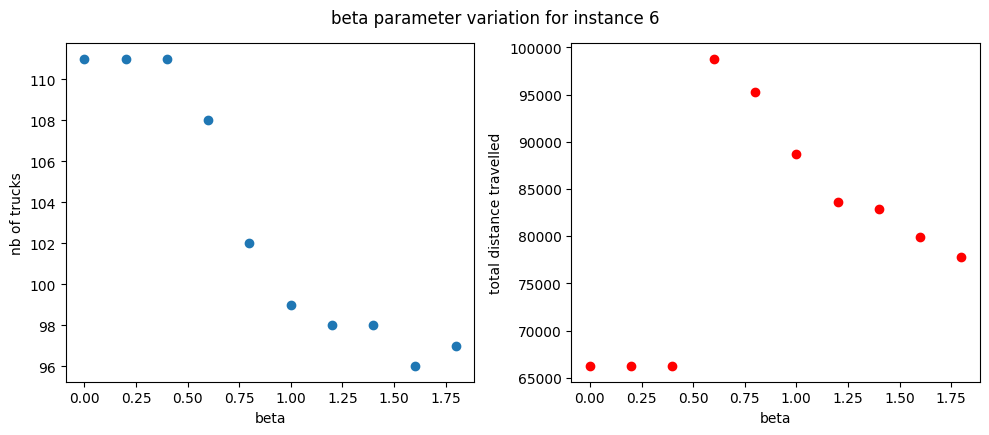 beta parameter variation for instance 6
nb of trucks
110
108
106
104
102
100
98
96
0.00 0.25 0.50 0.75 1.00 1.25 1.50 1.75
beta
total distance travelled
100000
95000
90000
85000
80000
75000
70000
65000
0.00 0.25 0.50 0.75 1.00 1.25 1.50 1.75
beta